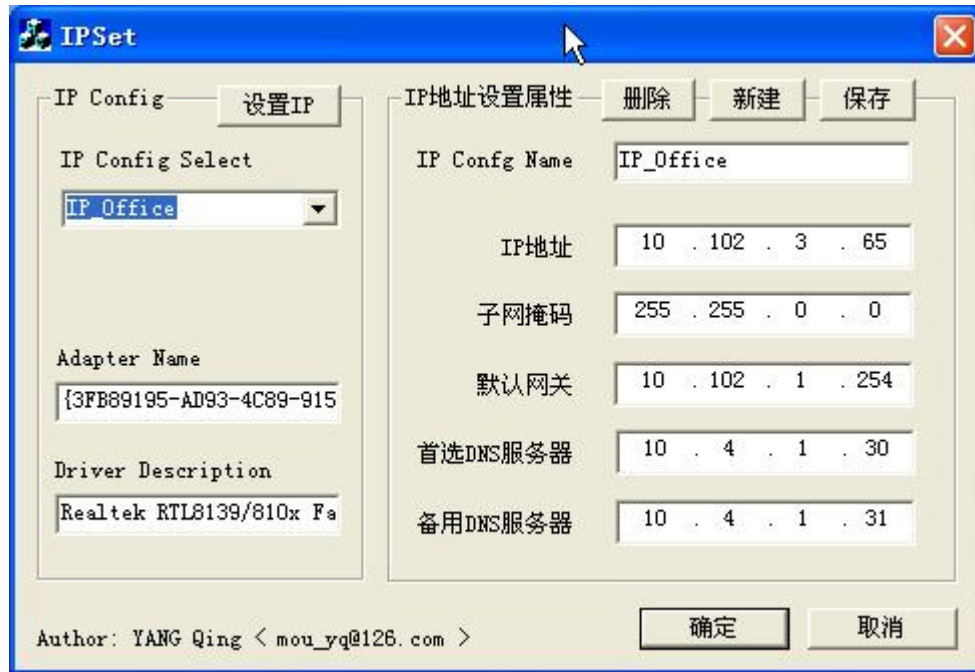 IPSet
IP Config 设置IP
IP Config Select
IP_Office
Adapter Name
{3FB89195-AD93-4C89-915
Driver Description
Realtek RTL8139/810x Fa
IP地址设置属性 删除 新建 保存
IP Confg Name IP_Office
IP地址 10 . 102 . 3 . 65
子网掩码 255 . 255 . 0 . 0
默认网关 10 . 102 . 1 . 254
首选DNS服务器 10 . 4 . 1 . 30
备用DNS服务器 10 . 4 . 1 . 31
Author: YANG Qing < mou_yq@126.com > 确定 取消